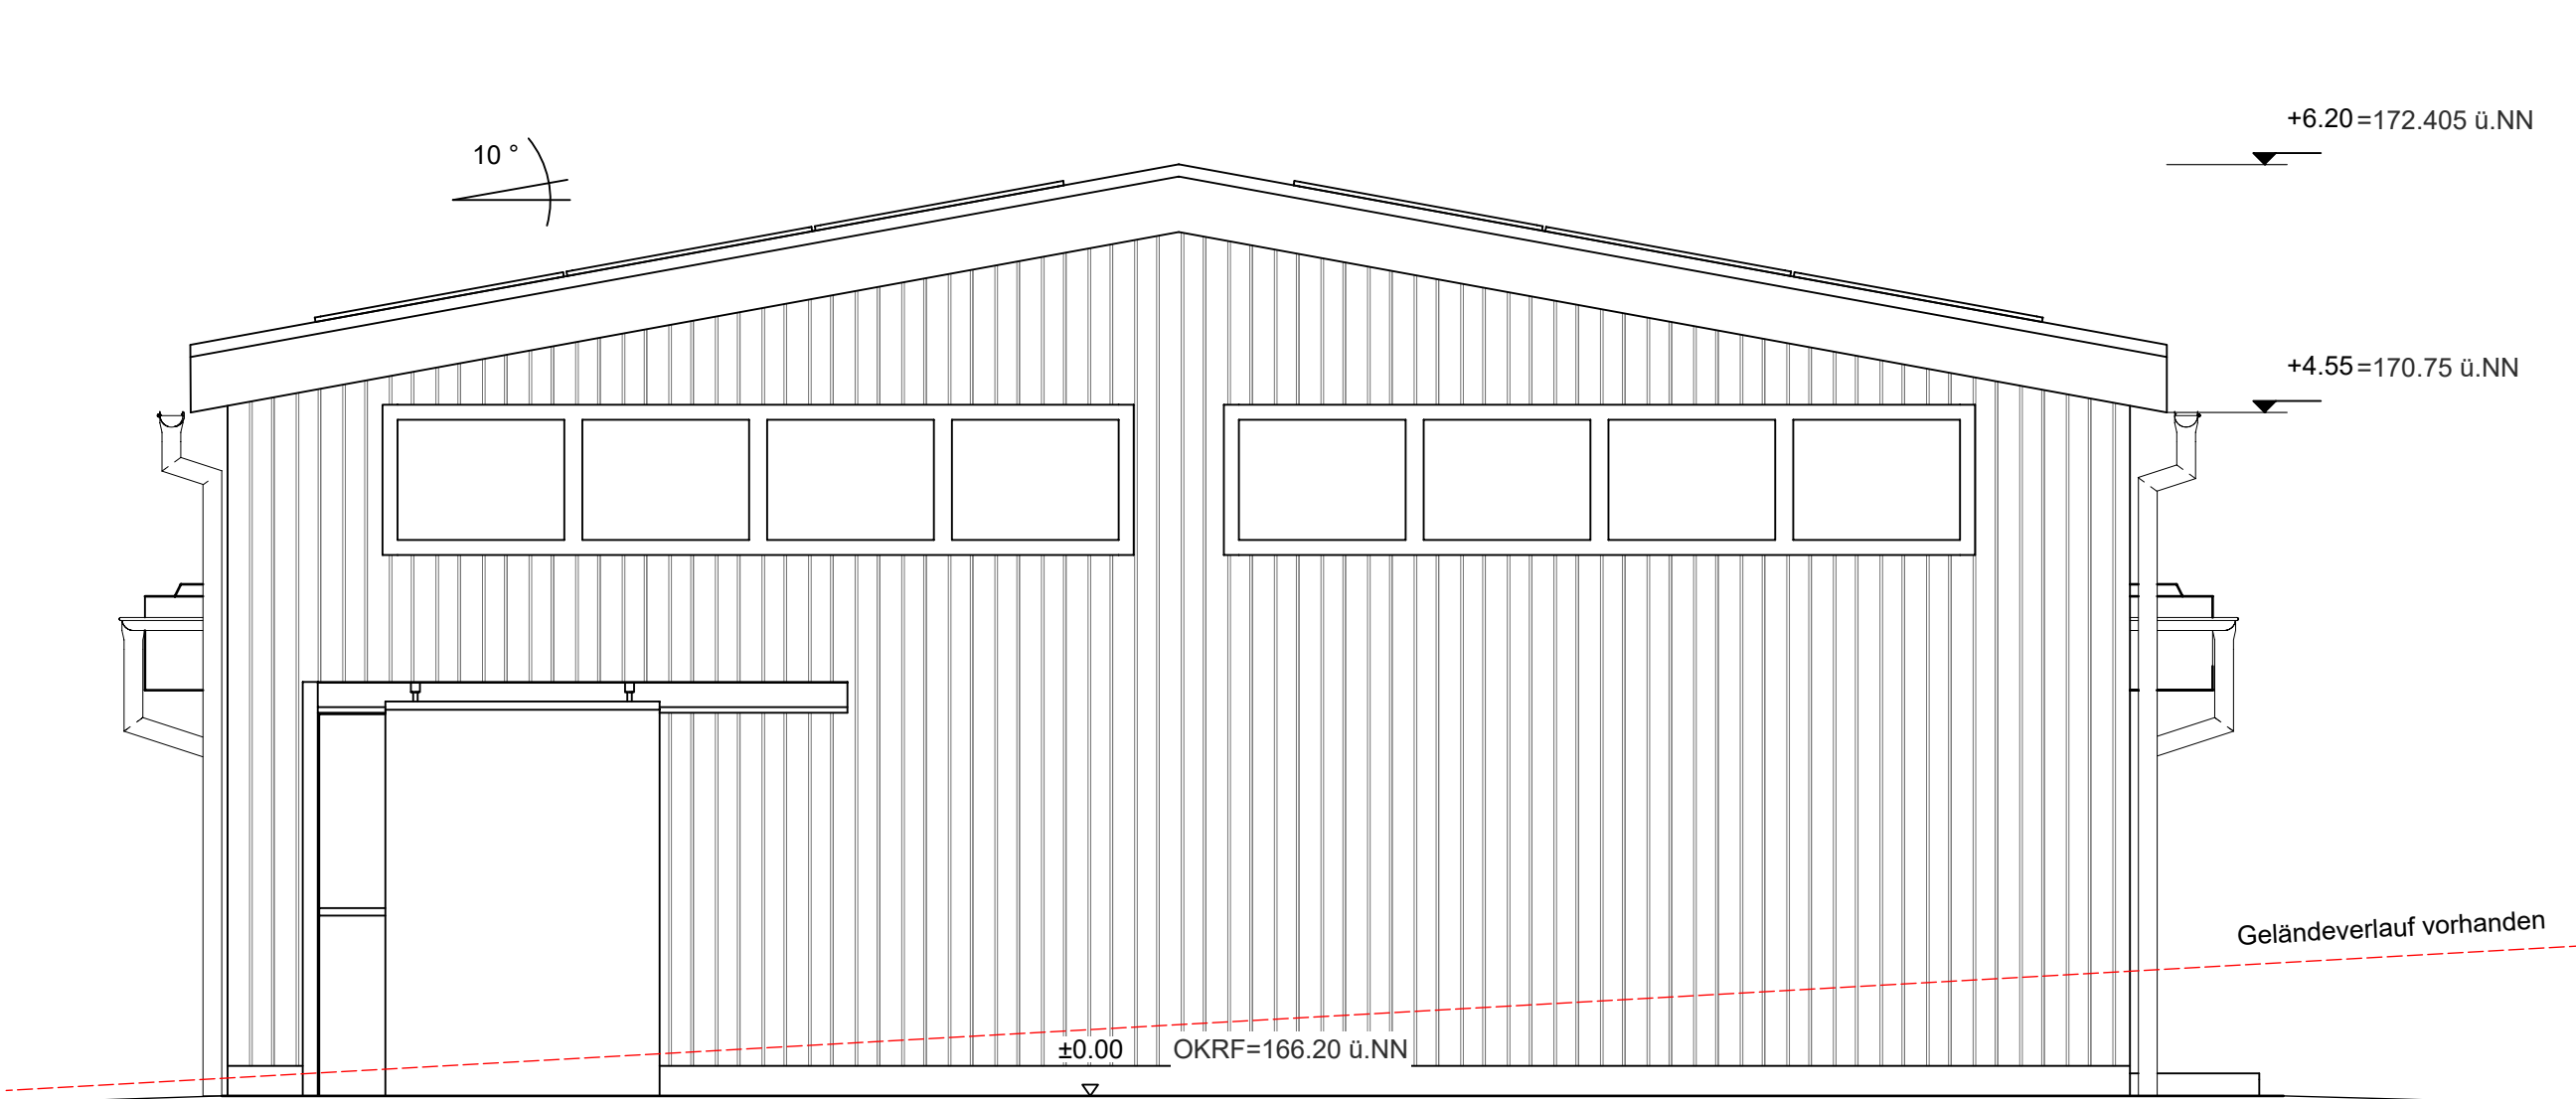 +6.20=172.405 ü.NN
10 °
+4.55=170.75 ü.NN
Geländeverlauf vorhanden
±0.00 OKRF=166.20 ü.NN